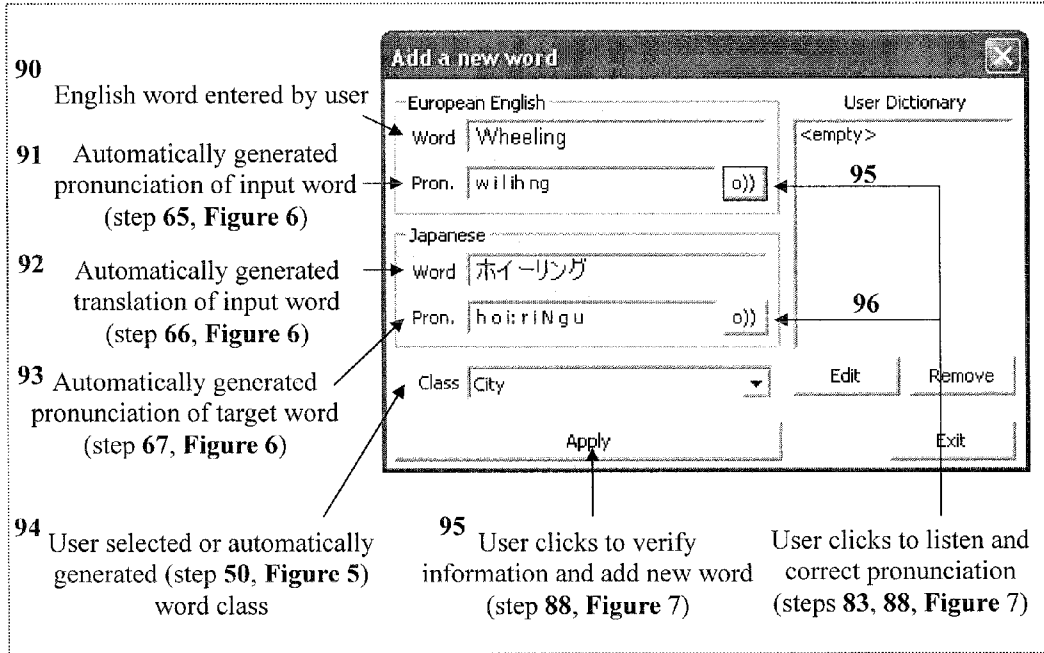 Add a new word
90
English word entered by user
91 Automatically generated
pronunciation of input word
(step 65, Figure 6)
92 Automatically generated
translation of input word
(step 66, Figure 6)
93 Automatically generated
pronunciation of target word
(step 67, Figure 6)
94 User selected or automatically
generated (step 50, Figure 5)
word class
European English
Word Wheeling
Pron. w i l ih ng o))
Japanese
Word ホイーリング
Pron. h o i: r i N g u o))
Class City
Apply
User Dictionary
<empty>
95
96
Edit Remove
Exit
95 User clicks to verify
information and add new word
(step 88, Figure 7)
User clicks to listen and
correct pronunciation
(steps 83, 88, Figure 7)